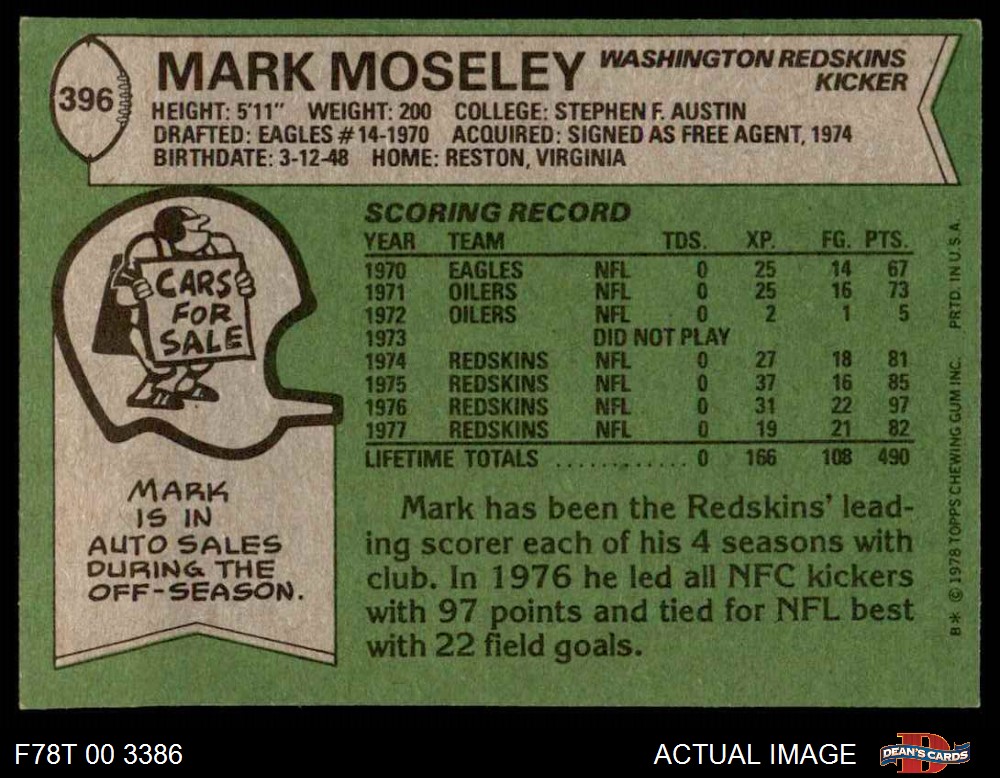 396
MARK MOSELEY WASHINGTON REDSKINS
KICKER
HEIGHT: 5'11" WEIGHT: 200 COLLEGE: STEPHEN F. AUSTIN
DRAFTED: EAGLES #14-1970 ACQUIRED: SIGNED AS FREE AGENT, 1974
BIRTHDATE: 3-12-48 HOME: RESTON, VIRGINIA
CARS
FOR
SALE
MARK
IS IN
AUTO SALES
DURING THE
OFF-SEASON.
SCORING RECORD
YEAR TEAM TDS. XP. FG. PTS.
1970 EAGLES NFL 0 25 14 67
1971 OILERS NFL 0 25 16 73
1972 OILERS NFL 0 2 1 5
1973 DID NOT PLAY
1974 REDSKINS NFL 0 27 18 81
1975 REDSKINS NFL 0 37 16 85
1976 REDSKINS NFL 0 31 22 97
1977 REDSKINS NFL 0 19 21 82
LIFETIME TOTALS ............ 0 166 108 490
Mark has been the Redskins' lead-
ing scorer each of his 4 seasons with
club. In 1976 he led all NFC kickers
with 97 points and tied for NFL best
with 22 field goals.
B* © 1978 TOPPS CHEWING GUM INC. PRTD. IN U.S.A.
F78T 00 3386 ACTUAL IMAGE DEAN'S CARDS